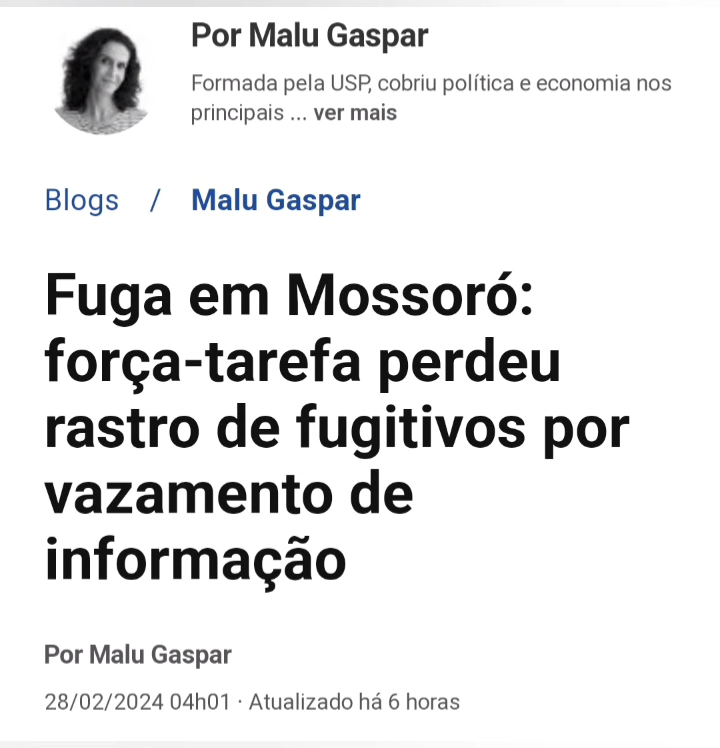 Por Malu Gaspar
Formada pela USP, cobriu política e economia nos
principais ... ver mais
Blogs / Malu Gaspar
Fuga em Mossoró:
força-tarefa perdeu
rastro de fugitivos por
vazamento de
informação
Por Malu Gaspar
28/02/2024 04h01 · Atualizado há 6 horas